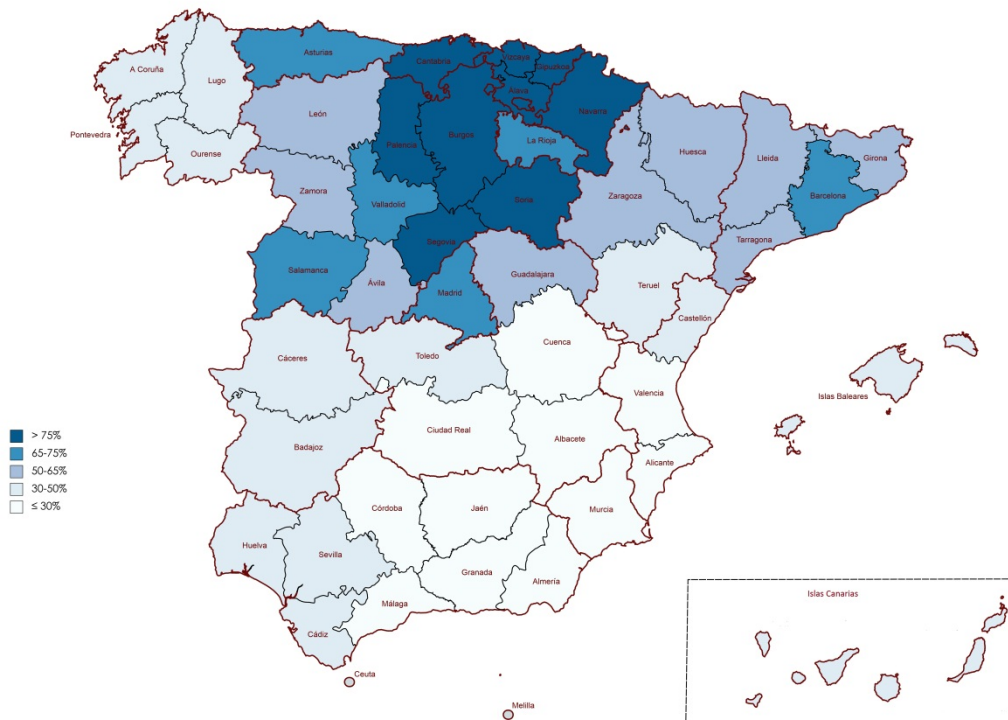 Asturias
Cantabria
Vizcaya
Gipuzkoa
A Coruña
Lugo
Álava
Navarra
León
Burgos
Palencia
La Rioja
Pontevedra
Ourense
Huesca
Lleida
Girona
Zamora
Valladolid
Soria
Zaragoza
Barcelona
Segovia
Tarragona
Salamanca
Ávila
Madrid
Guadalajara
Teruel
Castellón
Cuenca
Cáceres
Toledo
Valencia
Islas Baleares
Ciudad Real
Albacete
Badajoz
Alicante
> 75%
65-75%
50-65%
30-50%
≤ 30%
Córdoba
Jaén
Murcia
Huelva
Sevilla
Granada
Almería
Málaga
Cádiz
Islas Canarias
Ceuta
Melilla